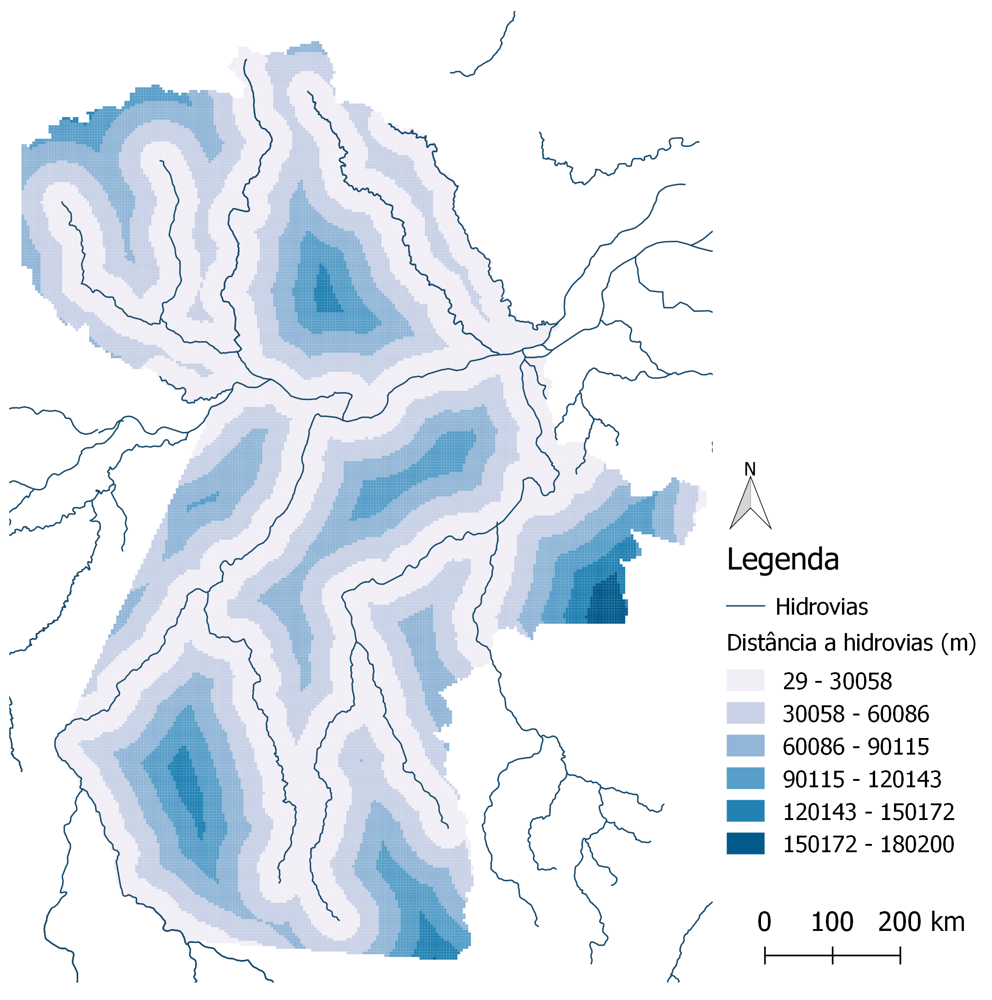 N
Legenda
Hidrovias
Distância a hidrovias (m)
29 - 30058
30058 - 60086
60086 - 90115
90115 - 120143
120143 - 150172
150172 - 180200
0 100 200 km